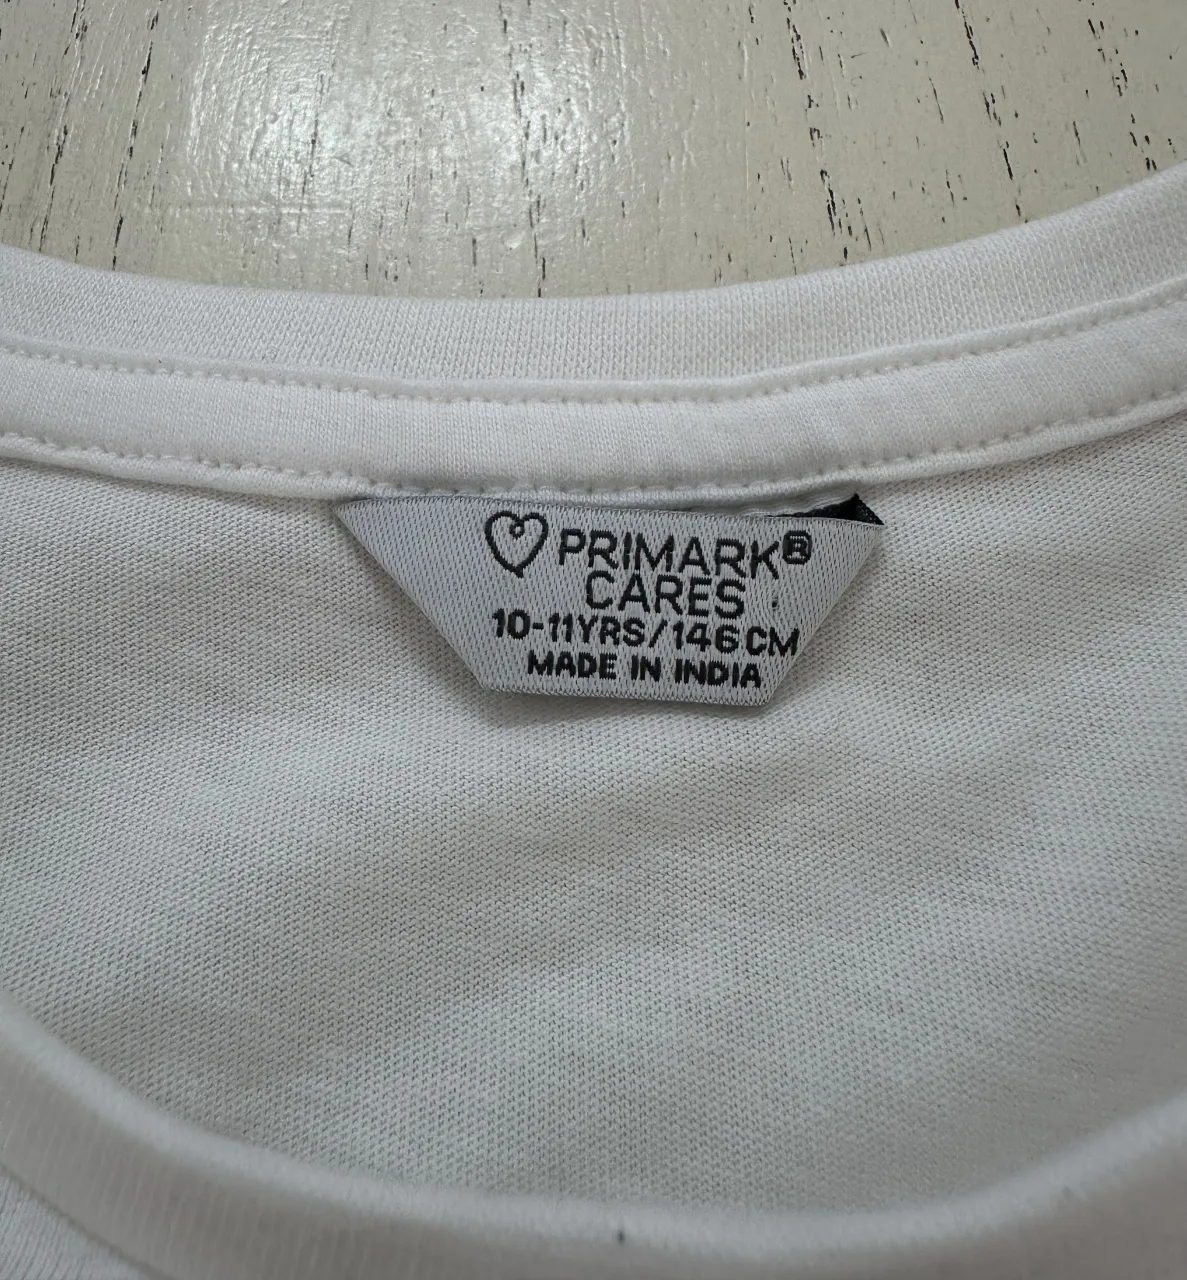 PRIMARK®
CARES
10-11YRS/146CM
MADE IN INDIA